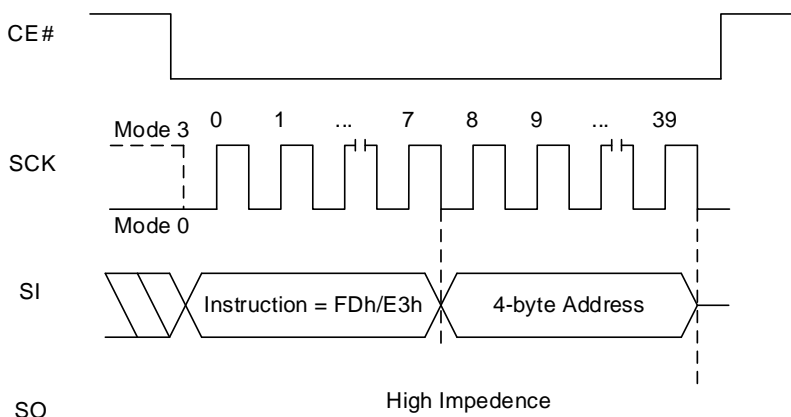 CE#
Mode 3
0 1 ... 7 8 9 ... 39
SCK
Mode 0
SI
Instruction = FDh/E3h
4-byte Address
High Impedence
SO